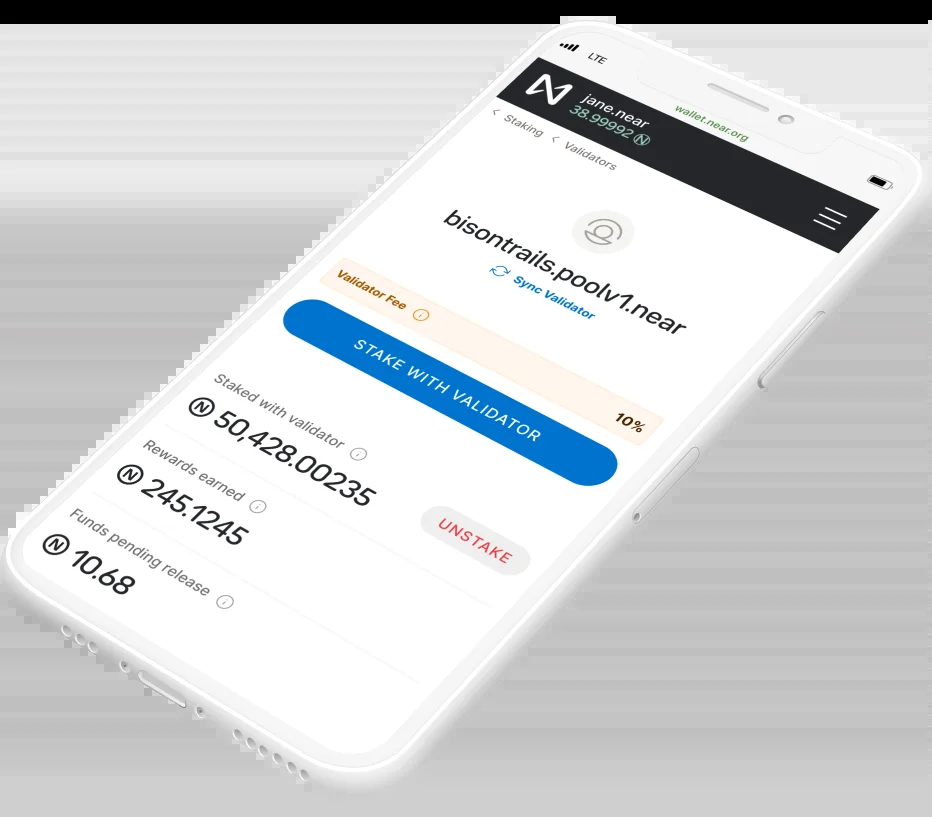 LTE
wallet.near.org
jane.near
38.99992
< Staking < Validators
bisontrails.poolv1.near
Sync Validator
Validator Fee 10%
STAKE WITH VALIDATOR
Staked with validator
50,428.00235
UNSTAKE
Rewards earned
245.1245
Funds pending release
10.68